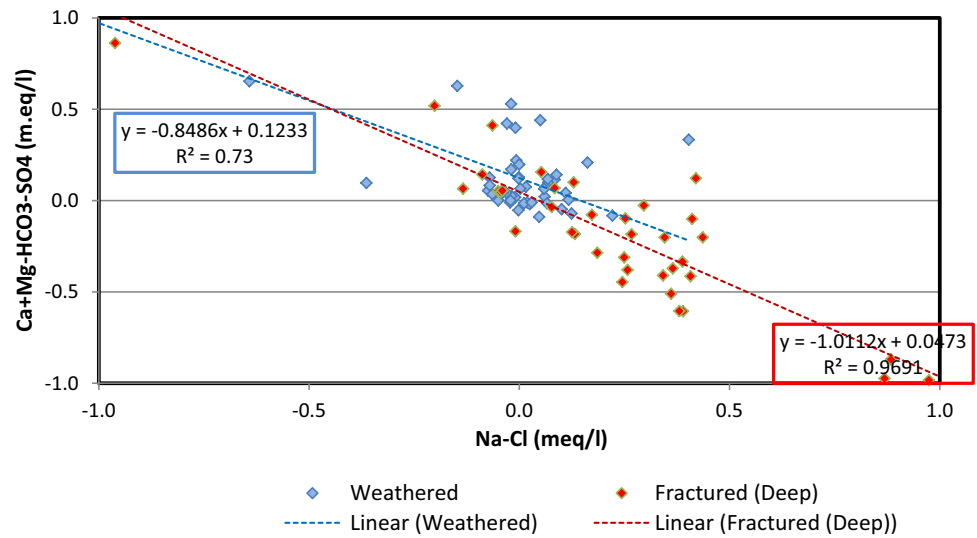 Ca+Mg-HCO3-SO4 (m.eq/l)
1.0
0.5
0.0
-0.5
-1.0
y = -0.8486x + 0.1233
R² = 0.73
y = -1.0112x + 0.0473
R² = 0.9691
-1.0 -0.5 0.0 0.5 1.0
Na-Cl (meq/l)
Weathered Fractured (Deep)
Linear (Weathered) Linear (Fractured (Deep))